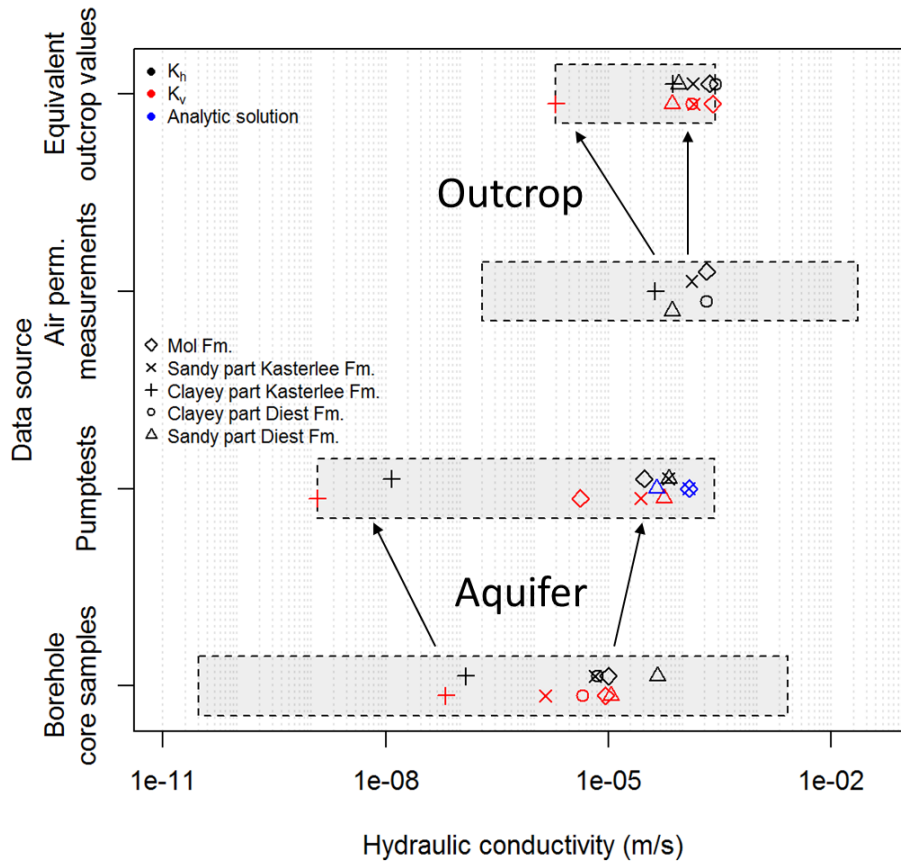 Equivalent
outcrop values
Air perm.
measurements
Data source
Pumptests
Borehole
core samples
K_h
K_v
Analytic solution
Outcrop
Mol Fm.
Sandy part Kasterlee Fm.
Clayey part Kasterlee Fm.
Clayey part Diest Fm.
Sandy part Diest Fm.
Aquifer
1e-11 1e-08 1e-05 1e-02
Hydraulic conductivity (m/s)